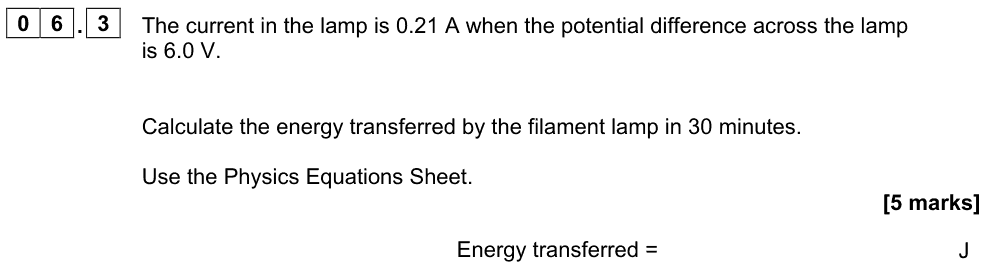 0 6 . 3 The current in the lamp is 0.21 A when the potential difference across the lamp
is 6.0 V.
Calculate the energy transferred by the filament lamp in 30 minutes.
Use the Physics Equations Sheet.
[5 marks]
Energy transferred = J